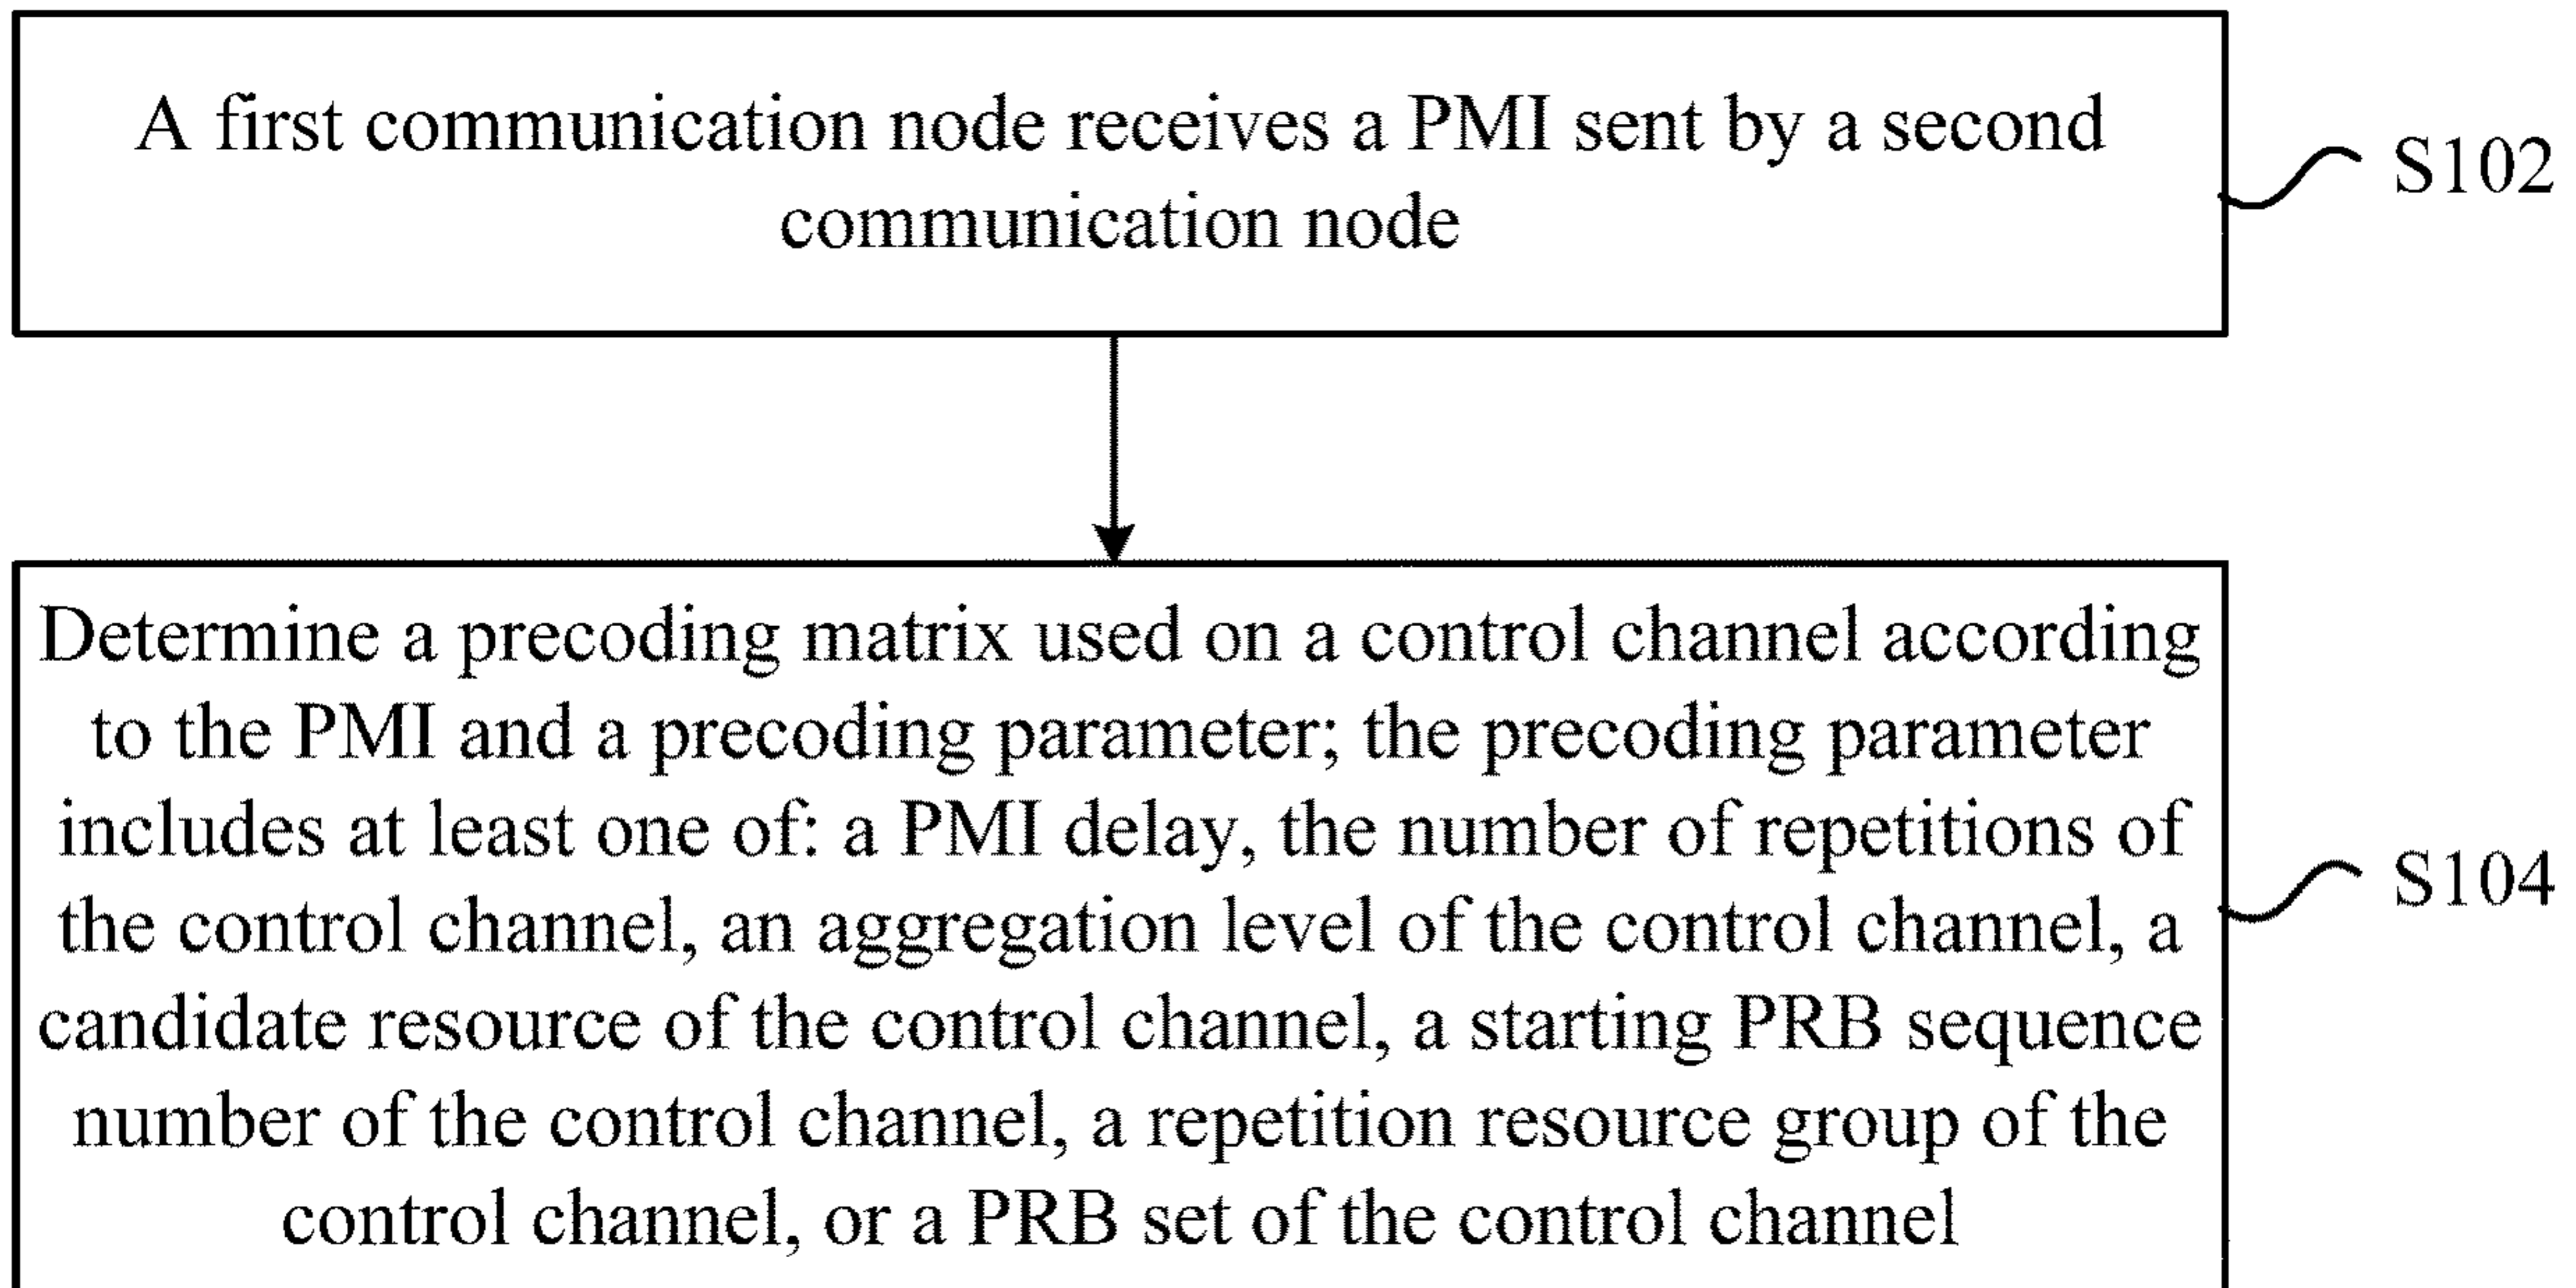 A first communication node receives a PMI sent by a second
communication node
S102
Determine a precoding matrix used on a control channel according
to the PMI and a precoding parameter; the precoding parameter
includes at least one of: a PMI delay, the number of repetitions of
the control channel, an aggregation level of the control channel, a
candidate resource of the control channel, a starting PRB sequence
number of the control channel, a repetition resource group of the
control channel, or a PRB set of the control channel
S104